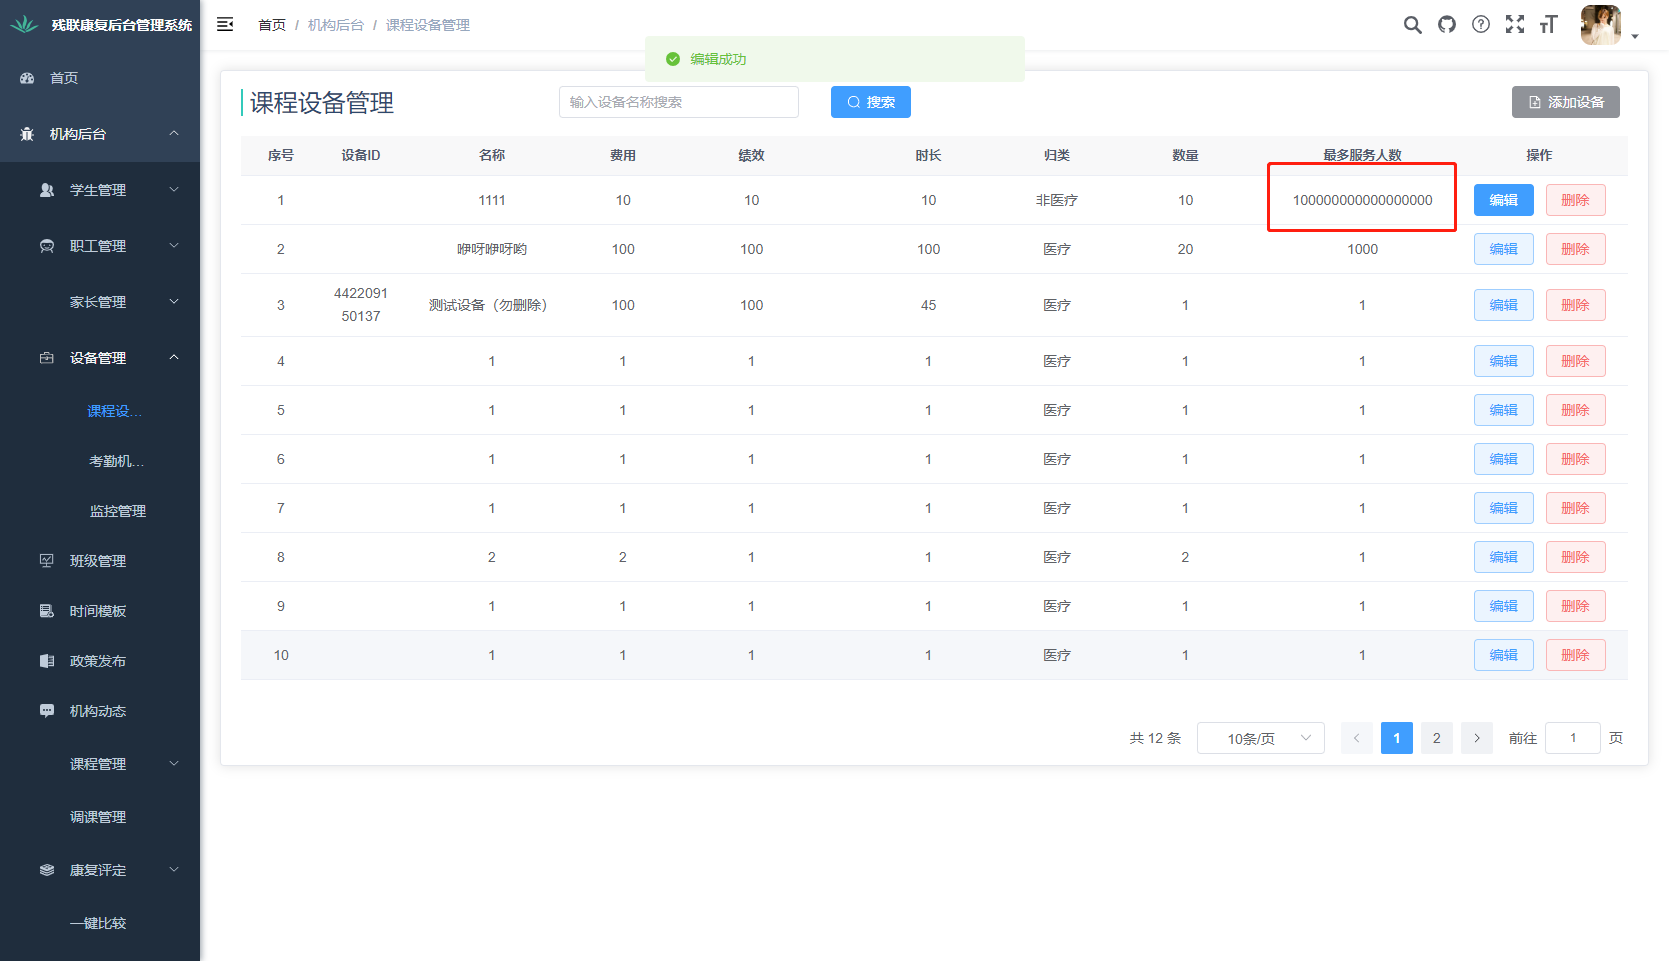 残联康复后台管理系统
首页
机构后台
学生管理
职工管理
家长管理
设备管理
课程设...
考勤机...
监控管理
班级管理
时间模板
政策发布
机构动态
课程管理
调课管理
康复评定
一键比较
首页 / 机构后台 / 课程设备管理
编辑成功
课程设备管理
输入设备名称搜索
搜索
添加设备
序号 设备ID 名称 费用 绩效 时长 归类 数量 最多服务人数 操作
1 1111 10 10 10 非医疗 10 100000000000000000 编辑 删除
2 咿呀咿呀哟 100 100 100 医疗 20 1000 编辑 删除
3 4422091
50137 测试设备（勿删除） 100 100 45 医疗 1 1 编辑 删除
4 1 1 1 1 医疗 1 1 编辑 删除
5 1 1 1 1 医疗 1 1 编辑 删除
6 1 1 1 1 医疗 1 1 编辑 删除
7 1 1 1 1 医疗 1 1 编辑 删除
8 2 2 1 1 医疗 2 1 编辑 删除
9 1 1 1 1 医疗 1 1 编辑 删除
10 1 1 1 1 医疗 1 1 编辑 删除
共 12 条 10条/页 1 2 前往 1 页